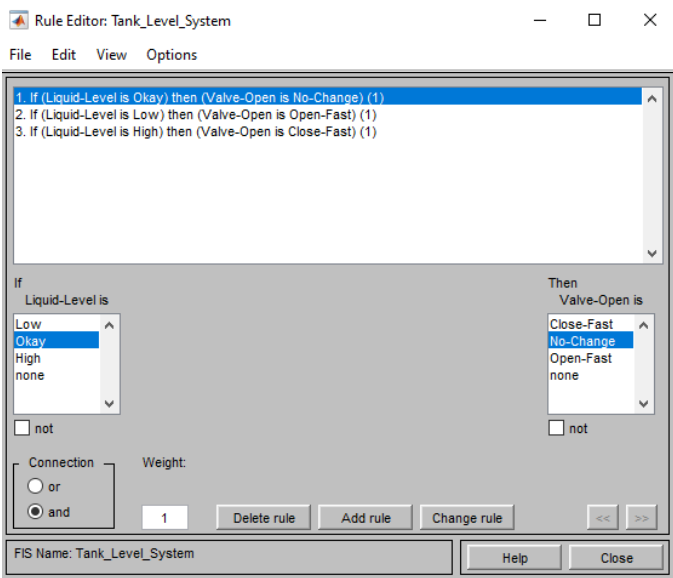 Rule Editor: Tank_Level_System
File Edit View Options
1. If (Liquid-Level is Okay) then (Valve-Open is No-Change) (1)
2. If (Liquid-Level is Low) then (Valve-Open is Open-Fast) (1)
3. If (Liquid-Level is High) then (Valve-Open is Close-Fast) (1)
If
Liquid-Level is
Low
Okay
High
none
not
Then
Valve-Open is
Close-Fast
No-Change
Open-Fast
none
not
Connection
or
and
Weight:
1
Delete rule Add rule Change rule << >>
FIS Name: Tank_Level_System
Help Close